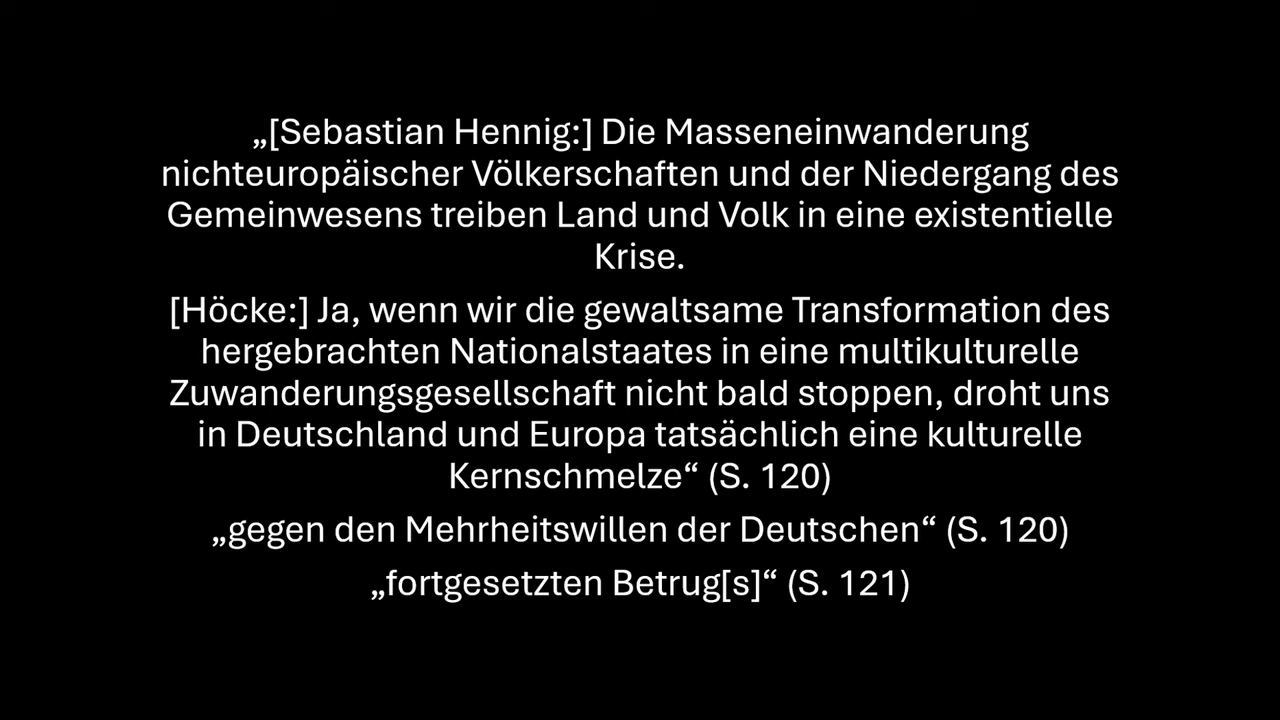 „[Sebastian Hennig:] Die Masseneinwanderung
nichteuropäischer Völkerschaften und der Niedergang des
Gemeinwesens treiben Land und Volk in eine existentielle
Krise.
[Höcke:] Ja, wenn wir die gewaltsame Transformation des
hergebrachten Nationalstaates in eine multikulturelle
Zuwanderungsgesellschaft nicht bald stoppen, droht uns
in Deutschland und Europa tatsächlich eine kulturelle
Kernschmelze“ (S. 120)
„gegen den Mehrheitswillen der Deutschen“ (S. 120)
„fortgesetzten Betrug[s]“ (S. 121)